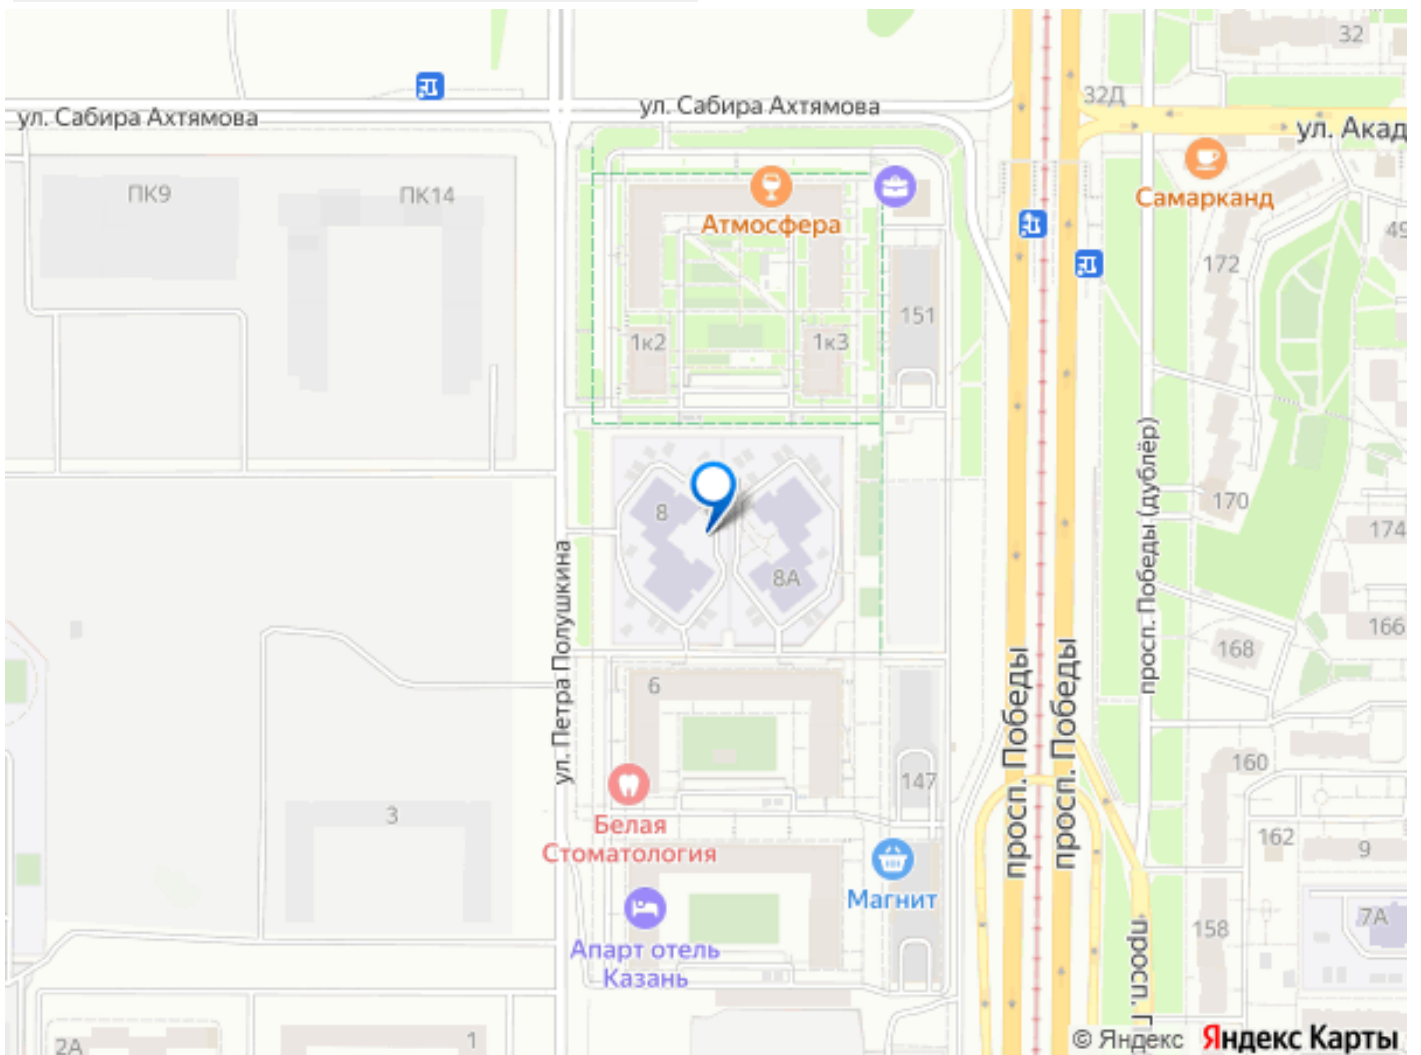 32
32Д
ул. Сабира Ахтямова
ул. Сабира Ахтямова
ул. Акад
ПК9
ПК14
Атмосфера
Самарканд
49
172
151
1к2
1к3
просп. Победы (дублёр)
170
174
8
8А
ул. Петра Полушкина
166
168
просп. Победы
просп. Победы
6
160
147
3
Белая
Стоматология
162
9
Магнит
7А
158
Апарт отель
Казань
просп. П
1
2А
© Яндекс Яндекс Карты